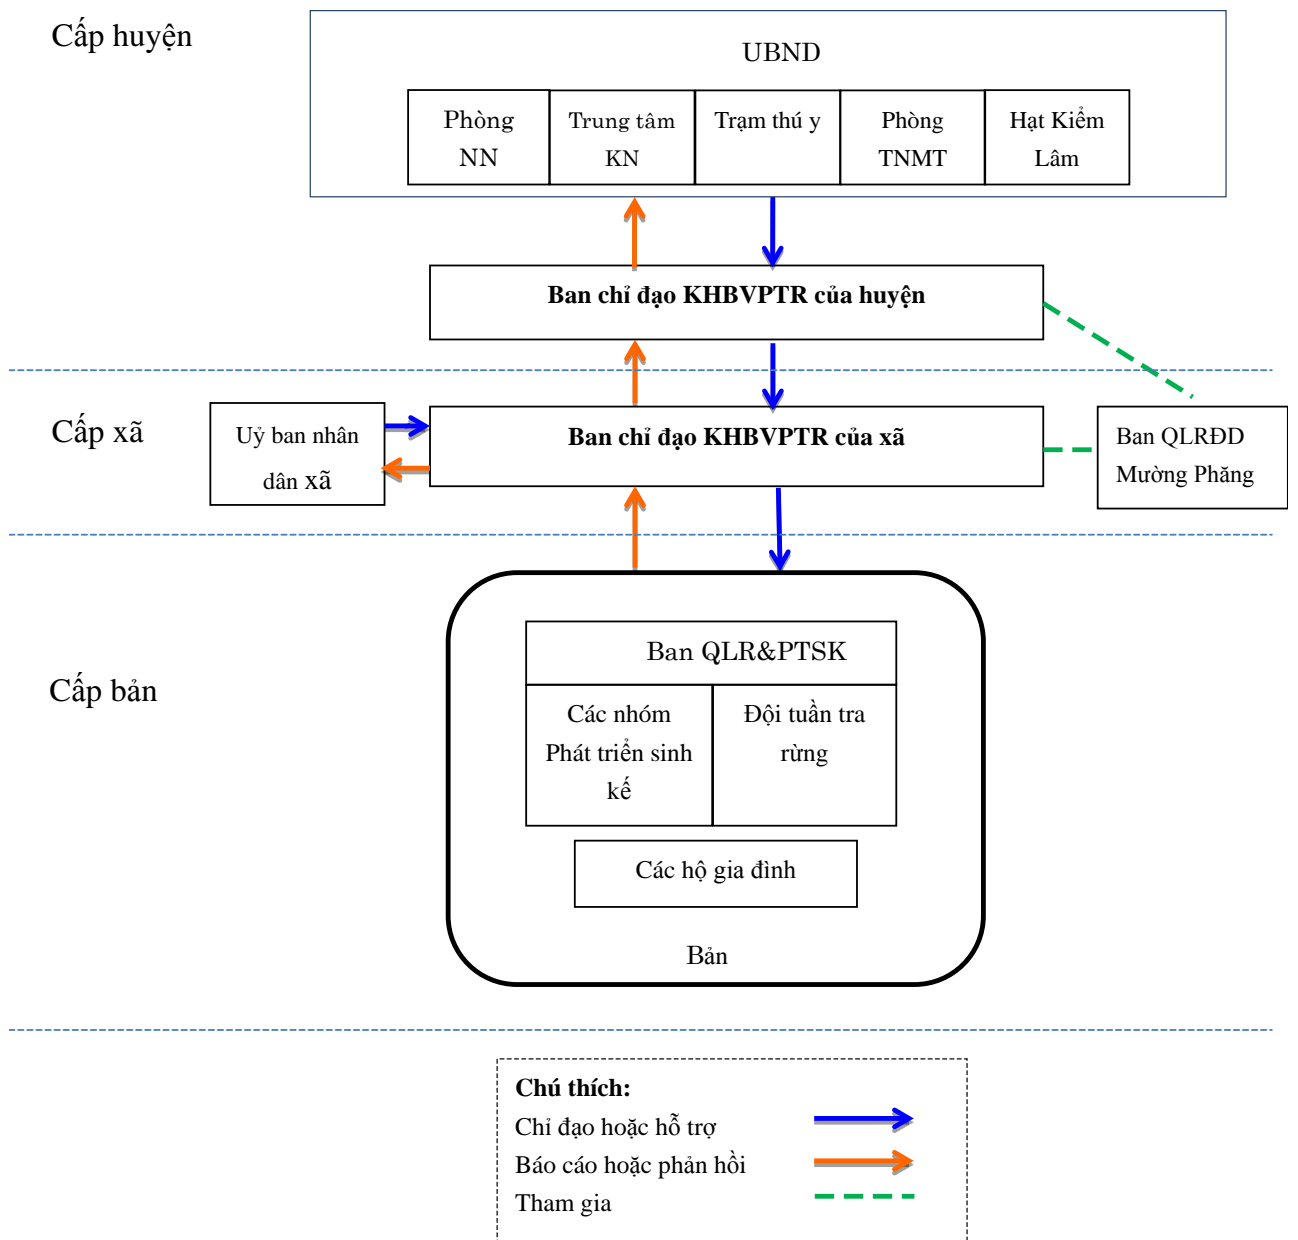 Cấp huyện
UBND
Phòng
NN
Trung tâm
KN
Trạm thú y
Phòng
TNMT
Hạt Kiểm
Lâm
Ban chỉ đạo KHBVPTR của huyện
Cấp xã
Uỷ ban nhân
dân xã
Ban chỉ đạo KHBVPTR của xã
Ban QLRĐD
Mường Phăng
Cấp bản
Ban QLR&PTSK
Các nhóm
Phát triển sinh
kế
Đội tuần tra
rừng
Các hộ gia đình
Bản
Chú thích:
Chỉ đạo hoặc hỗ trợ
Báo cáo hoặc phản hồi
Tham gia